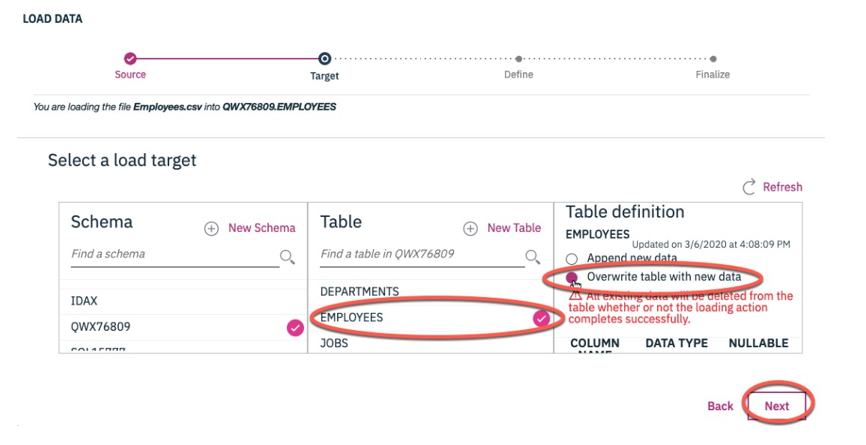 LOAD DATA
Source
Target
Define
Finalize
You are loading the file Employees.csv into QWX76809.EMPLOYEES
Select a load target
Refresh
Schema
New Schema
Find a schema
IDAX
QWX76809
Table
New Table
Find a table in QWX76809
DEPARTMENTS
EMPLOYEES
JOBS
Table definition
EMPLOYEES
Updated on 3/6/2020 at 4:08:09 PM
Append new data
Overwrite table with new data
All existing data will be deleted from the
table whether or not the loading action
completes successfully.
COLUMN NAME
DATA TYPE
NULLABLE
Back
Next